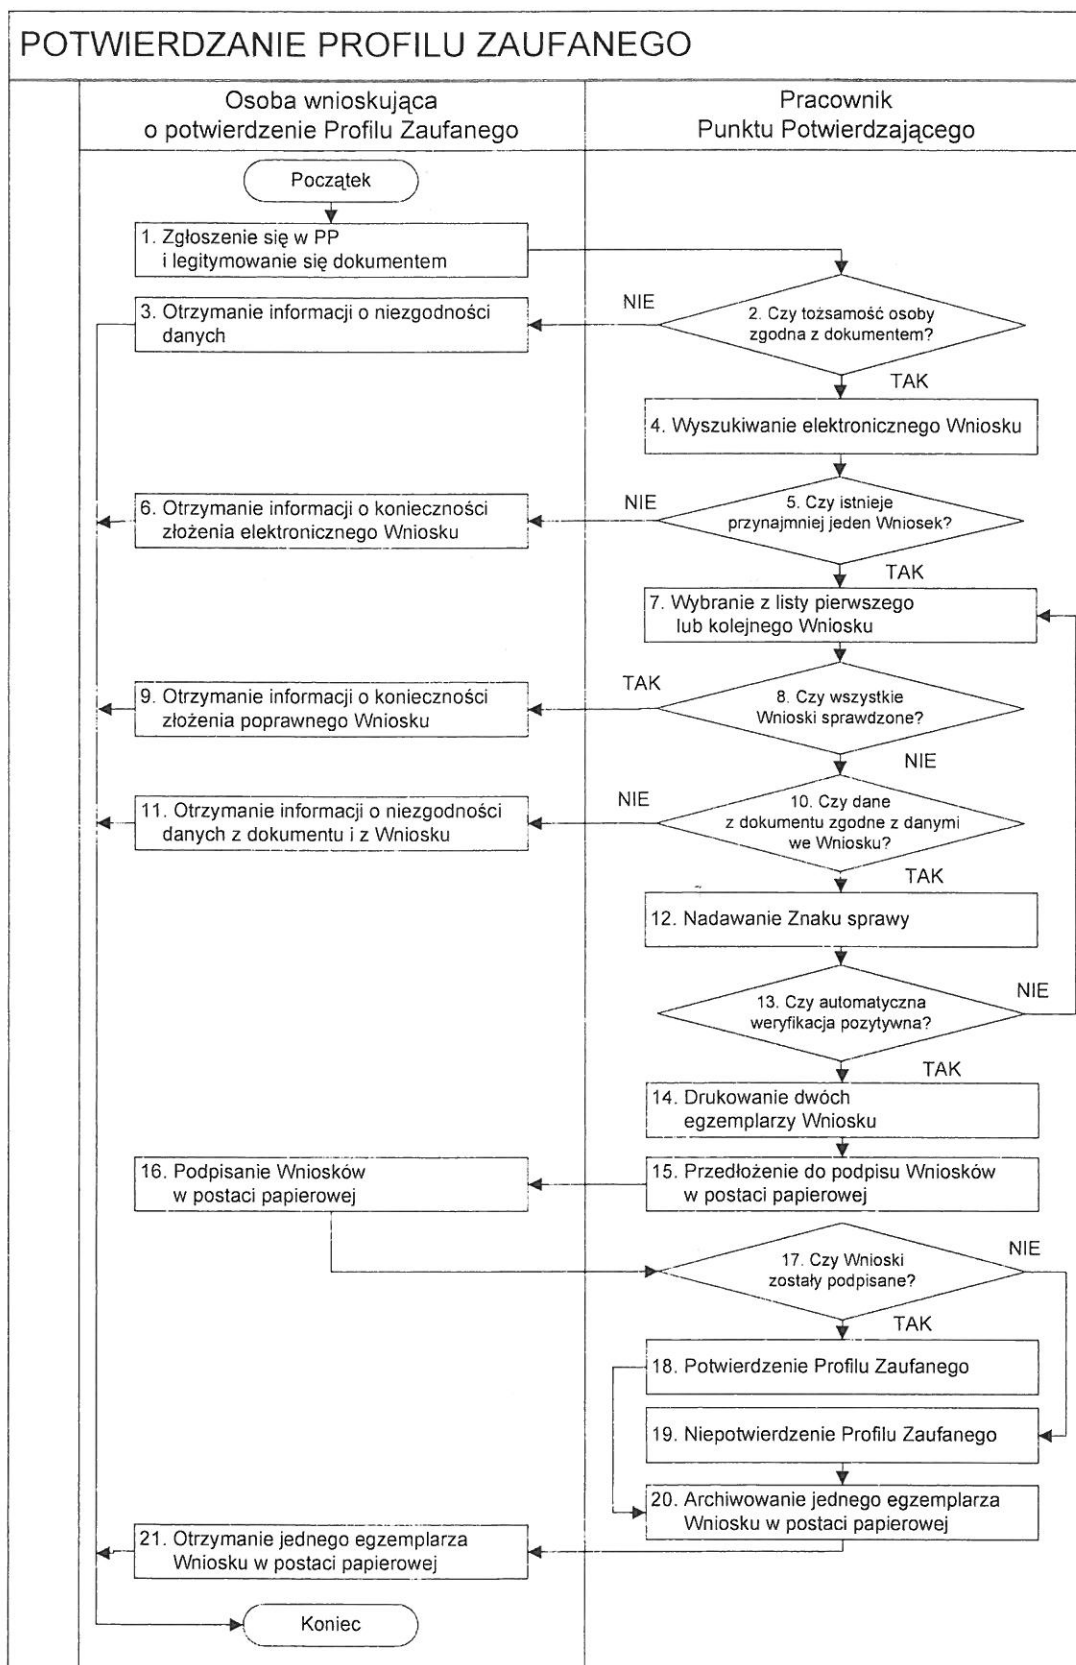 POTWIERDZANIE PROFILU ZAUFANEGO
Osoba wnioskująca
o potwierdzenie Profilu Zaufanego
Pracownik
Punktu Potwierdzającego
Początek
1. Zgłoszenie się w PP
i legitymowanie się dokumentem
2. Czy tożsamość osoby
zgodna z dokumentem?
NIE
3. Otrzymanie informacji o niezgodności
danych
TAK
4. Wyszukiwanie elektronicznego Wniosku
5. Czy istnieje
przynajmniej jeden Wniosek?
NIE
6. Otrzymanie informacji o konieczności
złożenia elektronicznego Wniosku
TAK
7. Wybranie z listy pierwszego
lub kolejnego Wniosku
8. Czy wszystkie
Wnioski sprawdzone?
TAK
9. Otrzymanie informacji o konieczności
złożenia poprawnego Wniosku
NIE
10. Czy dane
z dokumentu zgodne z danymi
we Wniosku?
NIE
11. Otrzymanie informacji o niezgodności
danych z dokumentu i z Wniosku
TAK
12. Nadawanie Znaku sprawy
13. Czy automatyczna
weryfikacja pozytywna?
NIE
TAK
14. Drukowanie dwóch
egzemplarzy Wniosku
15. Przedłożenie do podpisu Wniosków
w postaci papierowej
16. Podpisanie Wniosków
w postaci papierowej
17. Czy Wnioski
zostały podpisane?
NIE
TAK
18. Potwierdzenie Profilu Zaufanego
19. Niepotwierdzenie Profilu Zaufanego
20. Archiwowanie jednego egzemplarza
Wniosku w postaci papierowej
21. Otrzymanie jednego egzemplarza
Wniosku w postaci papierowej
Koniec